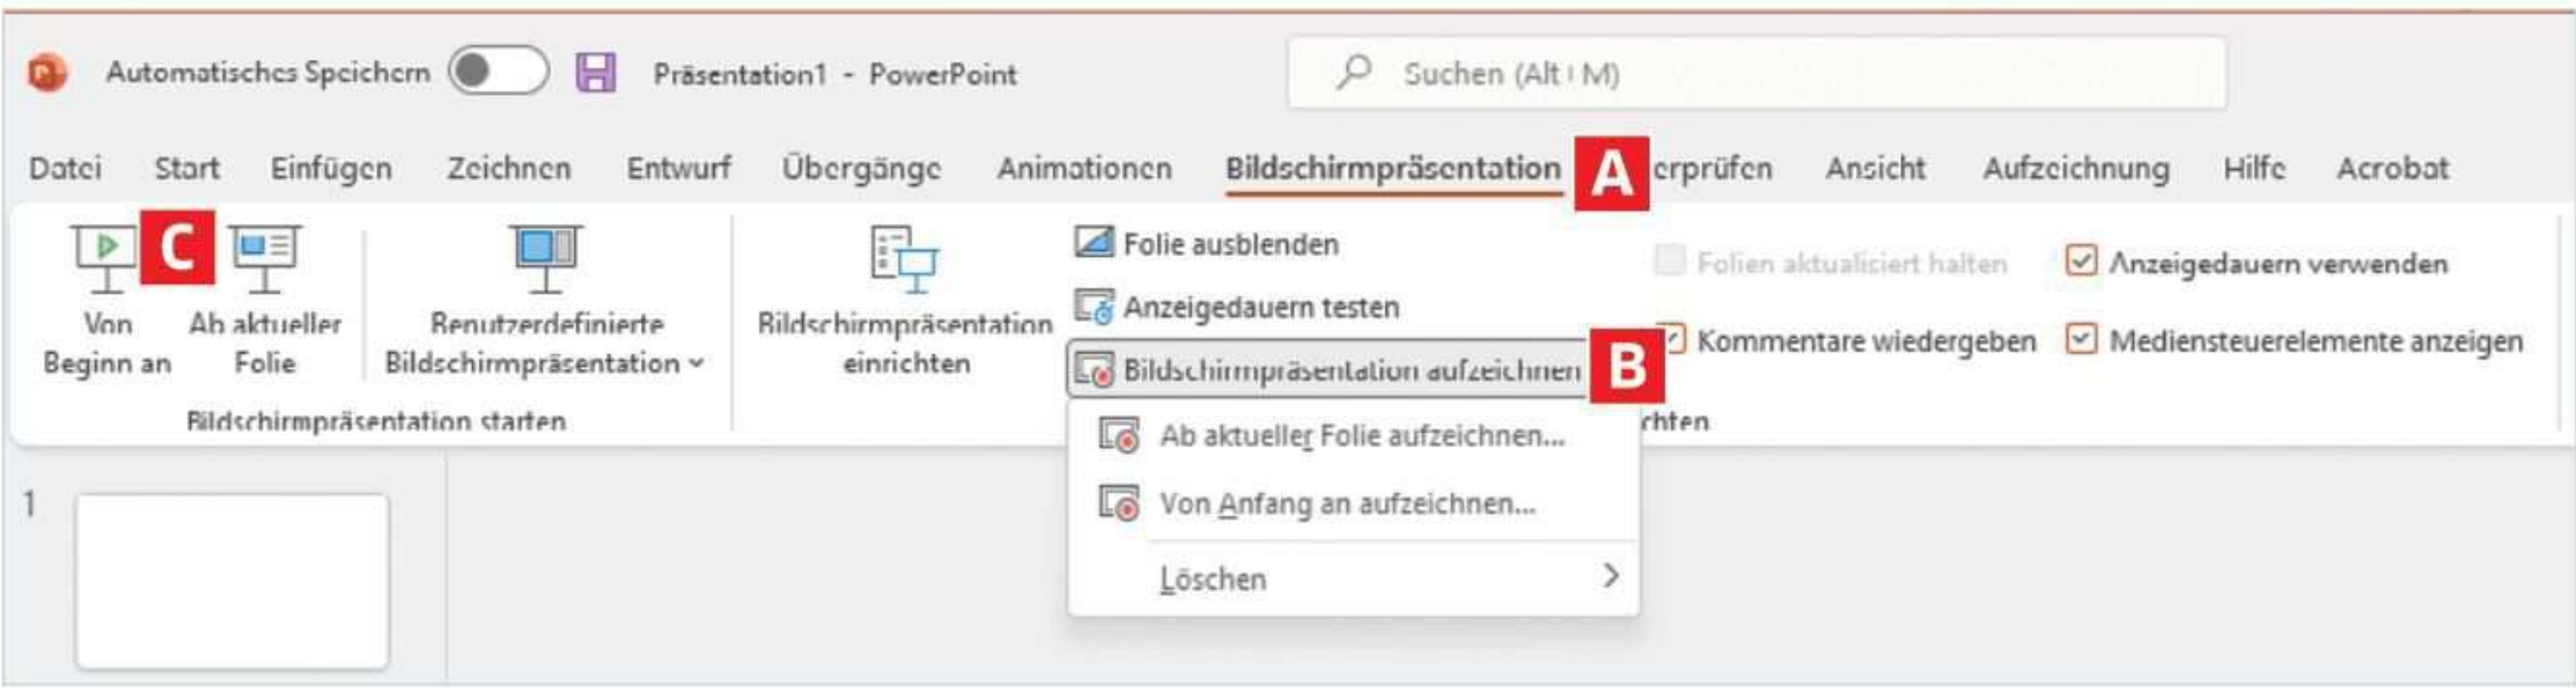 Automatisches Speichern
Präsentation1 - PowerPoint
Suchen (Alt+M)
Datei Start Einfügen Zeichnen Entwurf Übergänge Animationen Bildschirmpräsentation A erprüfen Ansicht Aufzeichnung Hilfe Acrobat
C
Von
Beginn an
Ab aktueller
Folie
Benutzerdefinierte
Bildschirmpräsentation
Bildschirmpräsentation starten
Bildschirmpräsentation
einrichten
Folie ausblenden
Anzeigedauern testen
Bildschirmpräsentation aufzeichnen B
Ab aktueller Folie aufzeichnen...
Von Anfang an aufzeichnen...
Löschen
Folien aktualisiert halten
Kommentare wiedergeben
Anzeigedauern verwenden
Mediensteuerelemente anzeigen
chten
1